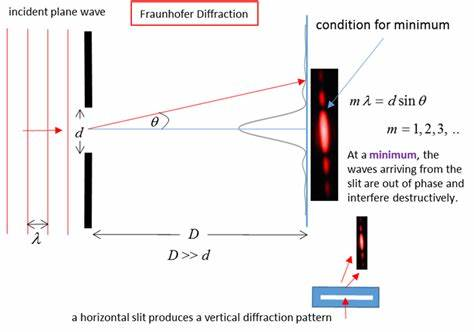 incident plane wave
Fraunhofer Diffraction
condition for minimum
d
θ
m λ = d sin θ
m = 1, 2, 3, ..
At a minimum, the
waves arriving from the
slit are out of phase and
interfere destructively.
λ
D
D >> d
a horizontal slit produces a vertical diffraction pattern